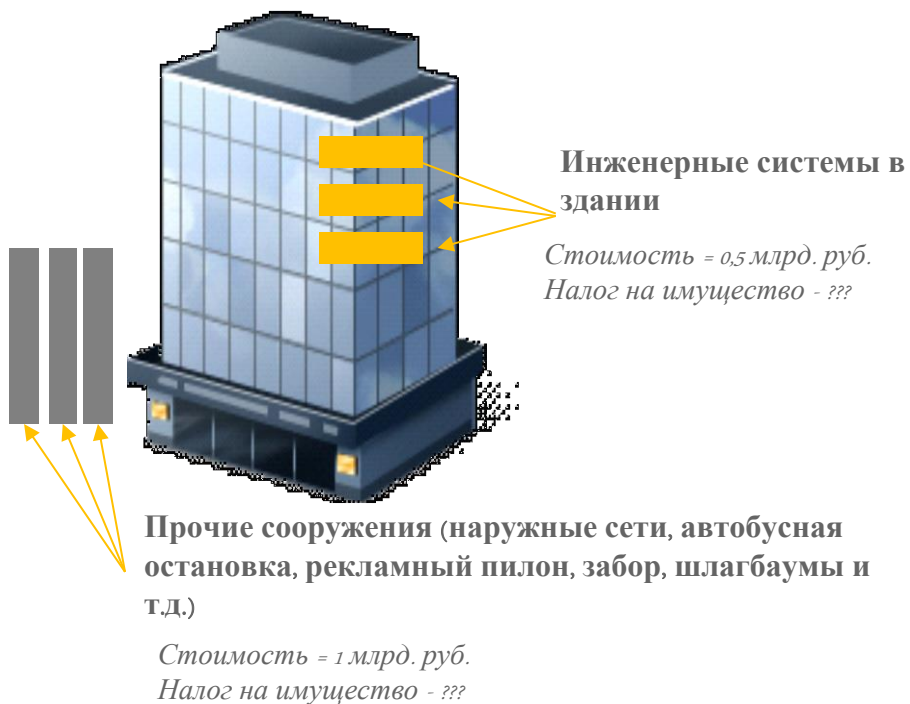 Инженерные системы в
здании
Стоимость = 0,5 млрд. руб.
Налог на имущество - ???
Прочие сооружения (наружные сети, автобусная
остановка, рекламный пилон, забор, шлагбаумы и
т.д.)
Стоимость = 1 млрд. руб.
Налог на имущество - ???